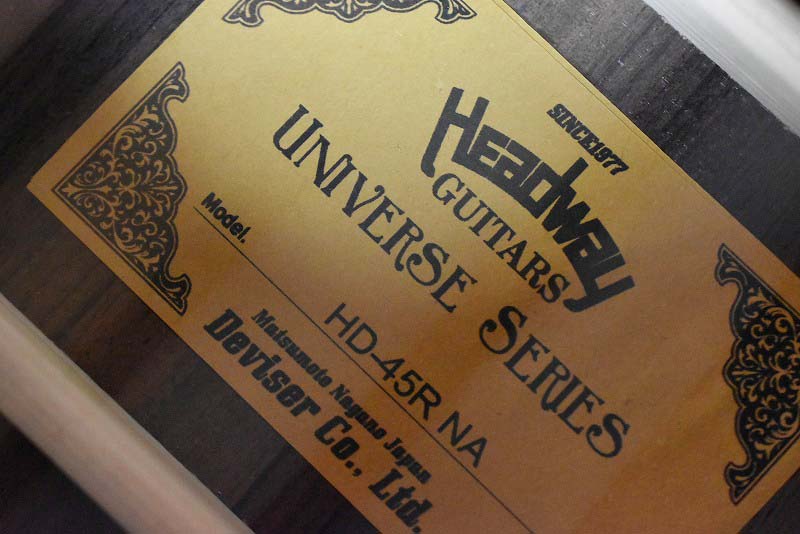 SINCE1977
Headway
GUITARS
UNIVERSE SERIES
Model. HD-45R NA
Matsumoto Nagano Japan
Deviser Co., Ltd.